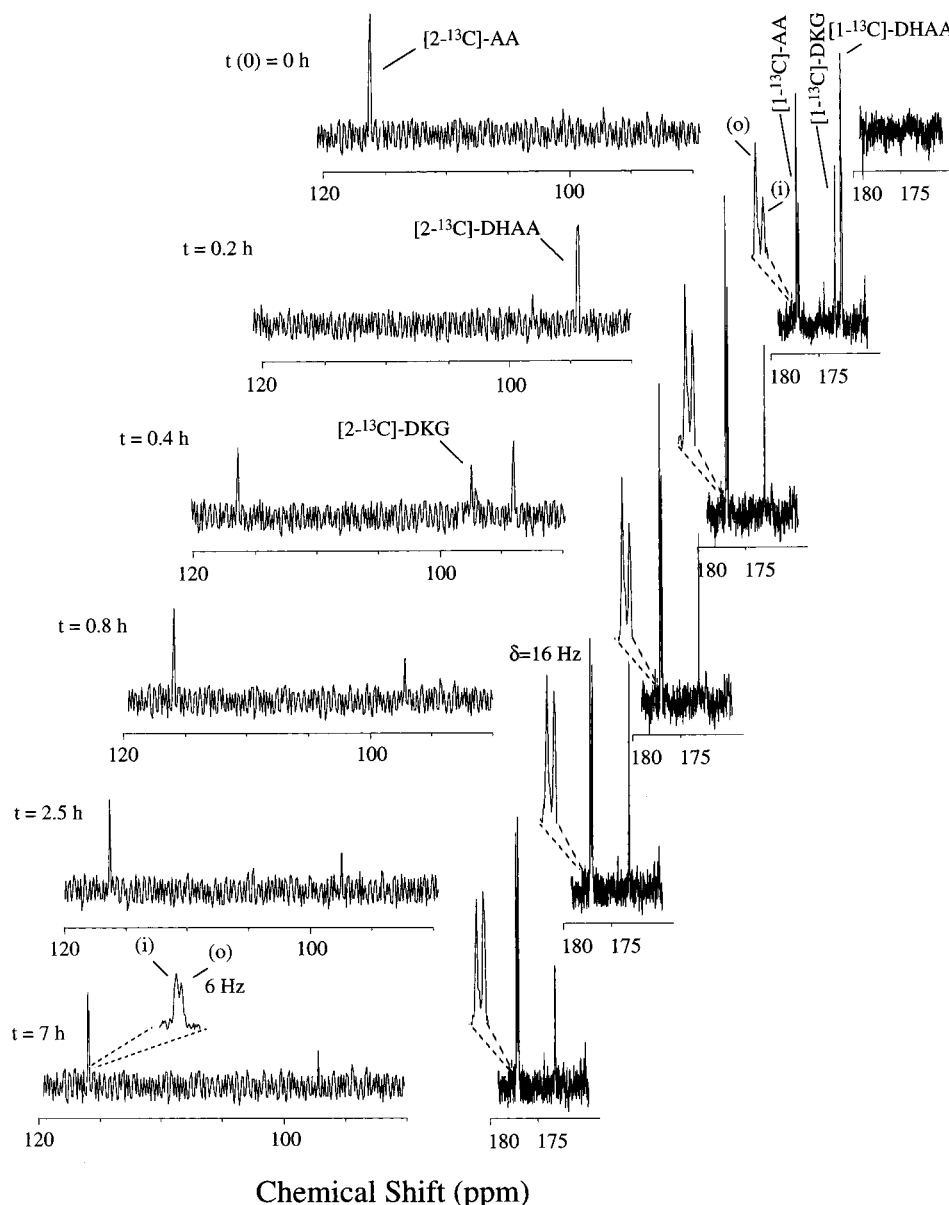 t (0) = 0 h
[2-¹³C]-AA
[1-¹³C]-AA
[1-¹³C]-DKG
[1-¹³C]-DHAA
120 100
180 175
t = 0.2 h
[2-¹³C]-DHAA
(o)
(i)
120 100
180 175
t = 0.4 h
[2-¹³C]-DKG
120 100
180 175
t = 0.8 h
120 100
180 175
t = 2.5 h
δ=16 Hz
120 100
180 175
t = 7 h
(i)
(o)
6 Hz
120 100
180 175
Chemical Shift (ppm)